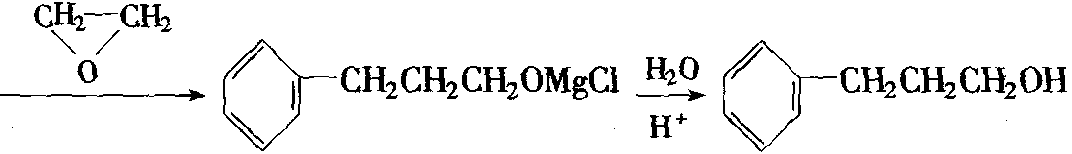 CH₂—CH₂
O
—CH₂CH₂CH₂OMgCl
H₂O
H⁺
—CH₂CH₂CH₂OH